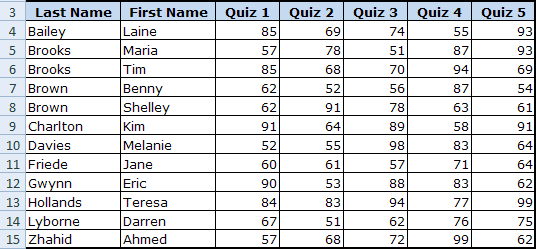 3 Last Name First Name Quiz 1 Quiz 2 Quiz 3 Quiz 4 Quiz 5
4 Bailey Laine 85 69 74 55 93
5 Brooks Maria 57 78 51 87 93
6 Brooks Tim 85 68 70 94 69
7 Brown Benny 62 52 56 87 54
8 Brown Shelley 62 91 78 63 61
9 Charlton Kim 91 64 89 58 91
10 Davies Melanie 52 55 98 83 64
11 Friede Jane 60 61 57 71 64
12 Gwynn Eric 90 53 88 83 62
13 Hollands Teresa 84 83 94 77 99
14 Lyborne Darren 67 51 62 76 75
15 Zhahid Ahmed 57 68 72 99 62